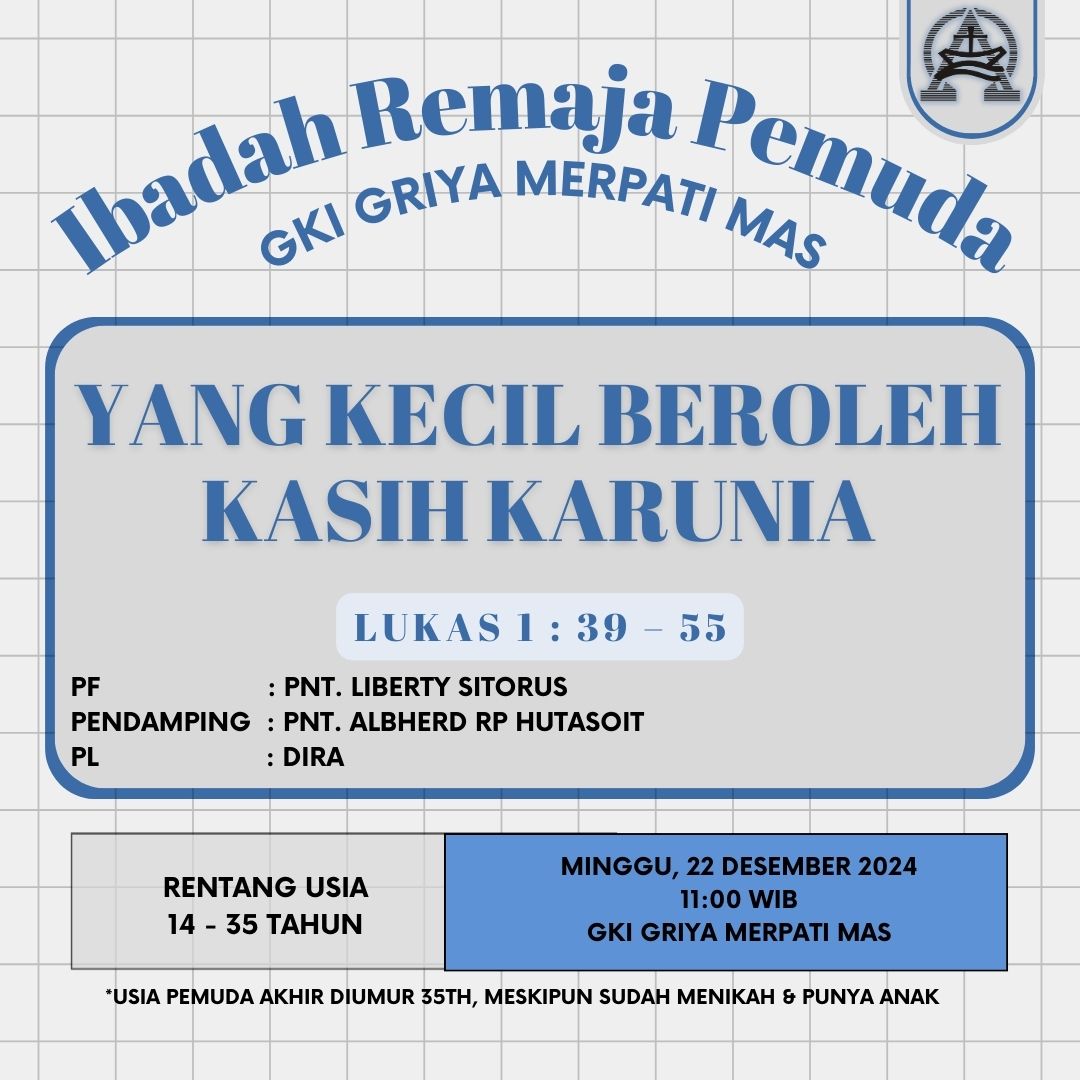 Ibadah Remaja Pemuda
GKI GRIYA MERPATI MAS
YANG KECIL BEROLEH
KASIH KARUNIA
LUKAS 1 : 39 – 55
PF : PNT. LIBERTY SITORUS
PENDAMPING : PNT. ALBHERD RP HUTASOIT
PL : DIRA
RENTANG USIA
14 - 35 TAHUN
MINGGU, 22 DESEMBER 2024
11:00 WIB
GKI GRIYA MERPATI MAS
*USIA PEMUDA AKHIR DIUMUR 35TH, MESKIPUN SUDAH MENIKAH & PUNYA ANAK